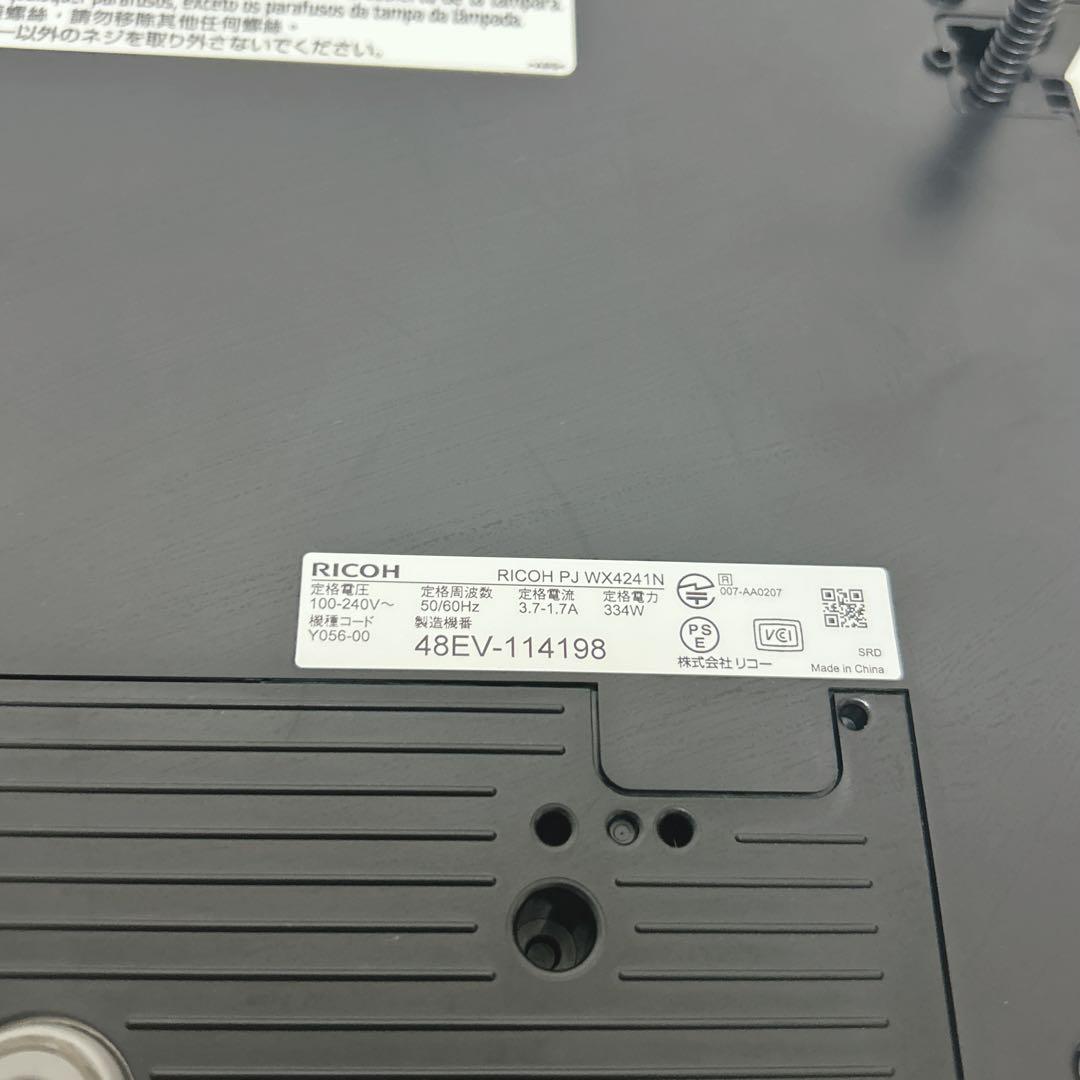 parafusos, exceto os parafusos da tampa da lâmpada.
螺絲，請勿移除其他任何螺絲。
ー以外のネジを取り外さないでください。
RICOH
RICOH PJ WX4241N
定格電圧 定格周波数 定格電流 定格電力
100-240V～ 50/60Hz 3.7-1.7A 334W
R
007-AA0207
機種コード 製造機番
Y056-00 48EV-114198
PS
E
VCI
株式会社リコー
SRD
Made in China